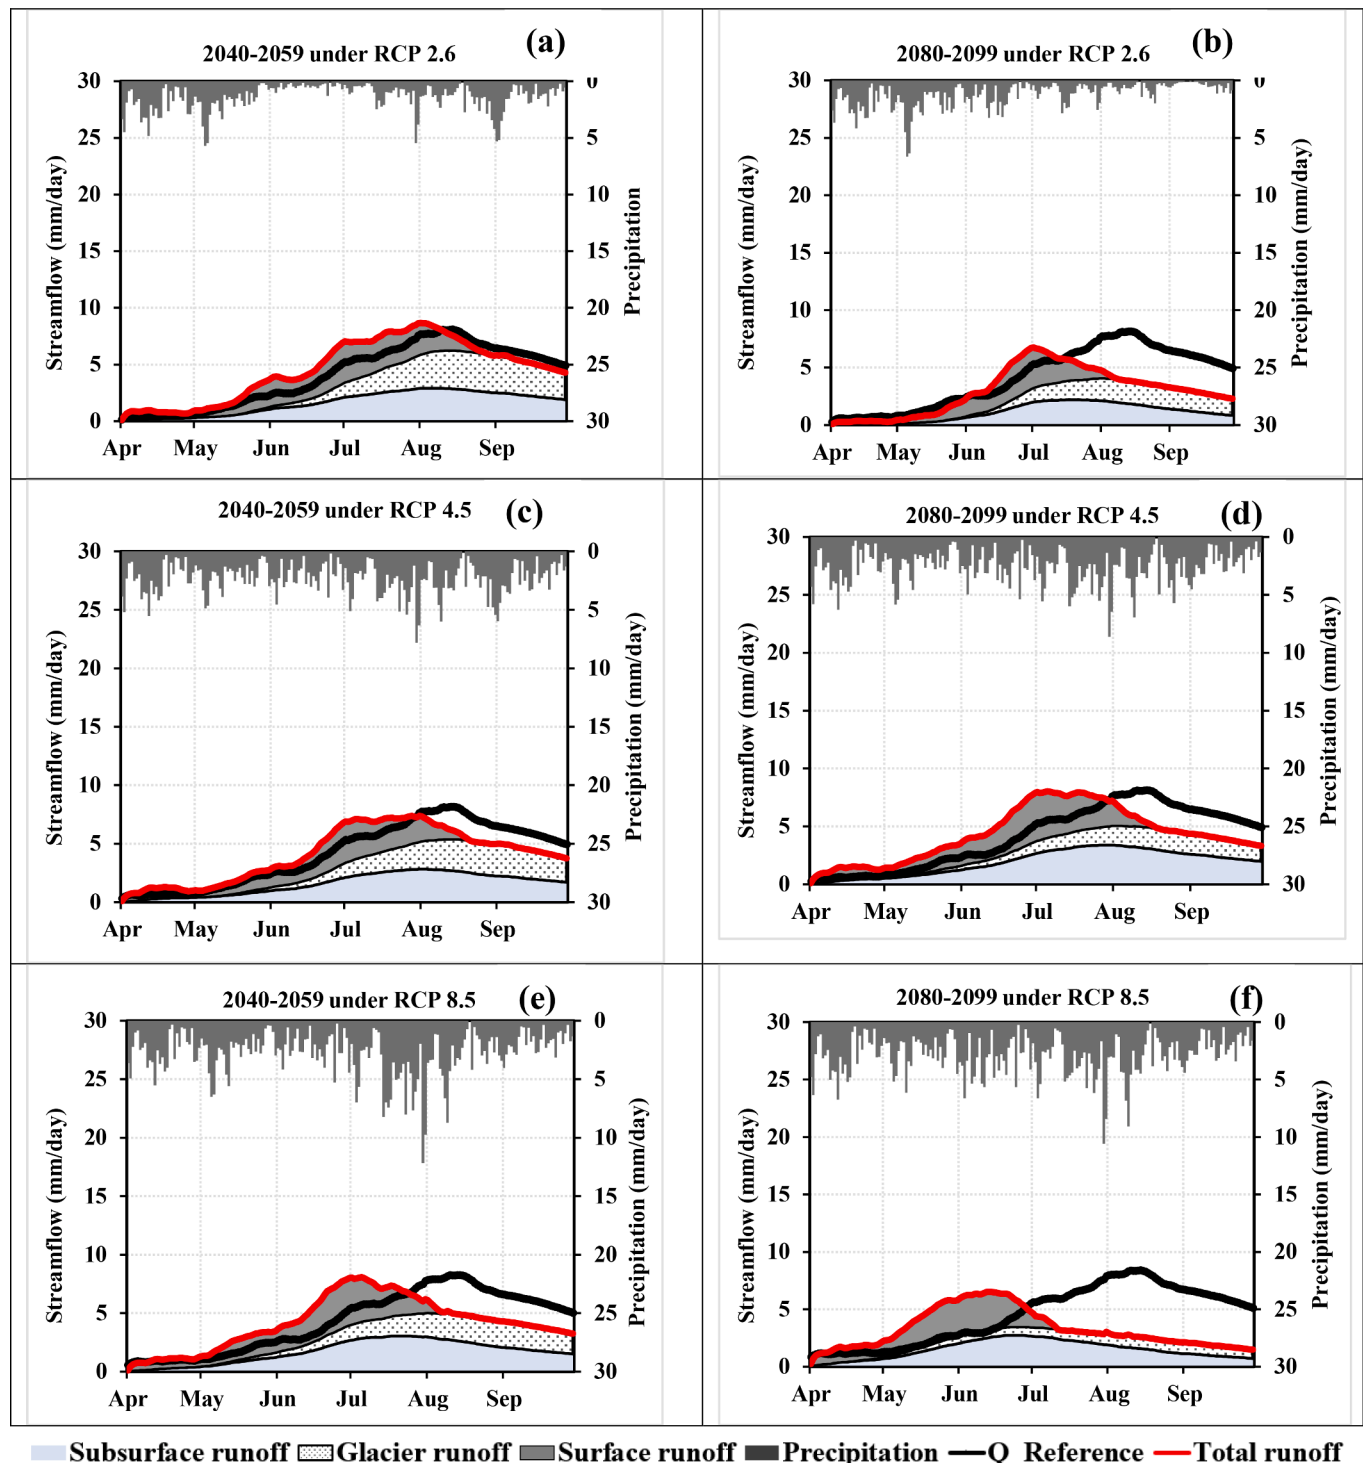 (a)
2040-2059 under RCP 2.6
30 25 20 15 10 5 0
Streamflow (mm/day)
0 5 10 15 20 25 30
Precipitation
Apr May Jun Jul Aug Sep
(b)
2080-2099 under RCP 2.6
30 25 20 15 10 5 0
Streamflow (mm/day)
0 5 10 15 20 25 30
Precipitation (mm/day)
Apr May Jun Jul Aug Sep
(c)
2040-2059 under RCP 4.5
30 25 20 15 10 5 0
Streamflow (mm/day)
0 5 10 15 20 25 30
Precipitation (mm/day)
Apr May Jun Jul Aug Sep
(d)
2080-2099 under RCP 4.5
30 25 20 15 10 5 0
Streamflow (mm/day)
0 5 10 15 20 25 30
Precipitation (mm/day)
Apr May Jun Jul Aug Sep
(e)
2040-2059 under RCP 8.5
30 25 20 15 10 5 0
Streamflow (mm/day)
0 5 10 15 20 25 30
Precipitation (mm/day)
Apr May Jun Jul Aug Sep
(f)
2080-2099 under RCP 8.5
30 25 20 15 10 5 0
Streamflow (mm/day)
0 5 10 15 20 25 30
Precipitation (mm/day)
Apr May Jun Jul Aug Sep
Subsurface runoff Glacier runoff Surface runoff Precipitation Q_Reference Total runoff